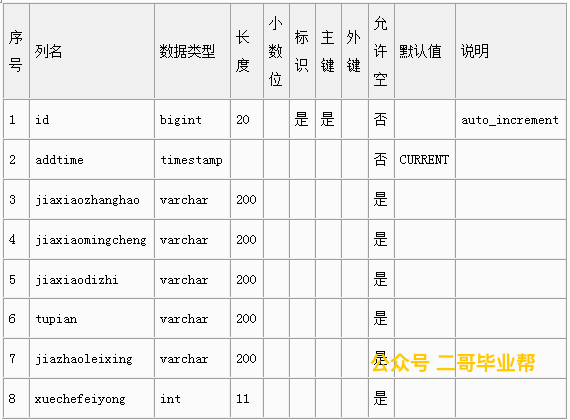 序号 列名 数据类型 长度 小数位 标识 主键 外键 允许空 默认值 说明
1 id bigint 20 是 是 否 auto_increment
2 addtime timestamp 否 CURRENT
3 jiaxiaozhanghao varchar 200 是
4 jiaxiaomingcheng varchar 200 是
5 jiaxiaodizhi varchar 200 是
6 tupian varchar 200 是
7 jiazhaoleixing varchar 200 是
公众号 二哥毕业帮
8 xuechefeiyong int 11 是